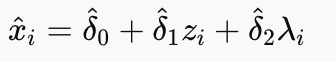 x̂ᵢ = δ̂₀ + δ̂₁zᵢ + δ̂₂λᵢ